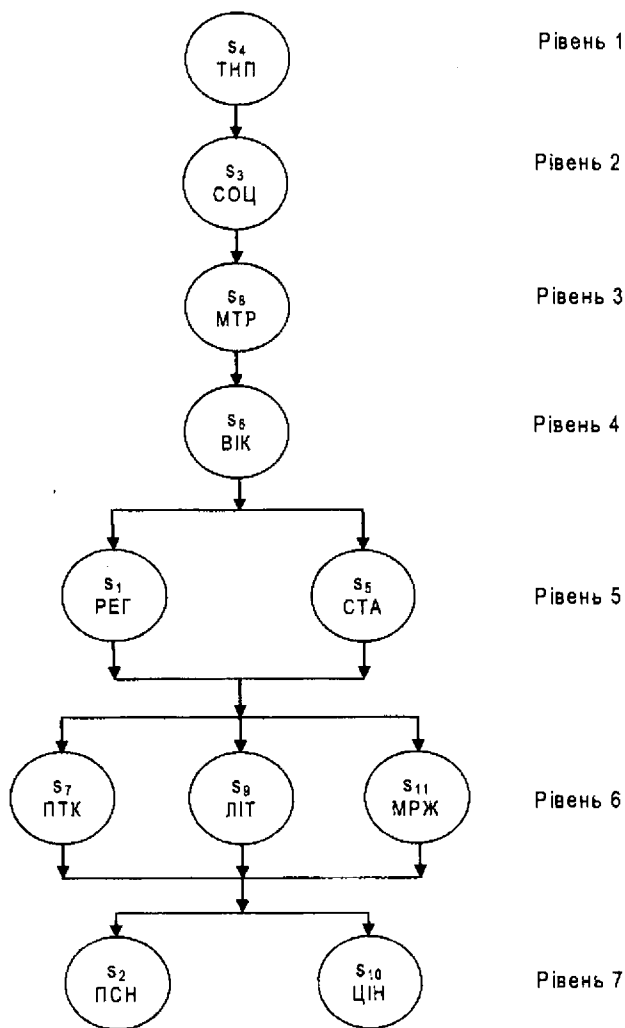 s₄
ТНП
Рівень 1
s₃
СОЦ
Рівень 2
s₈
МТР
Рівень 3
s₆
ВІК
Рівень 4
s₁
РЕГ
s₅
СТА
Рівень 5
s₇
ПТК
s₉
ЛІТ
s₁₁
МРЖ
Рівень 6
s₂
ПСН
s₁₀
ЦІН
Рівень 7